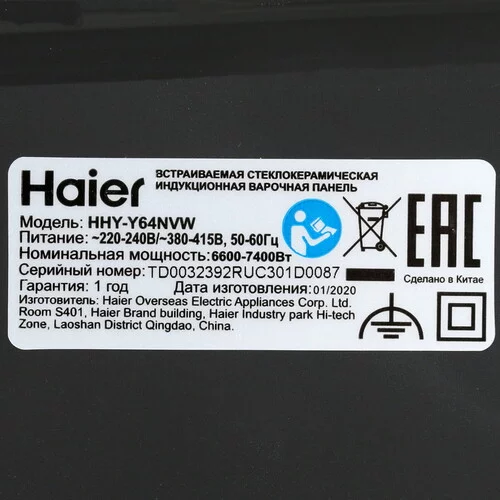 Haier
ВСТРАИВАЕМАЯ СТЕКЛОКЕРАМИЧЕСКАЯ
ИНДУКЦИОННАЯ ВАРОЧНАЯ ПАНЕЛЬ
Модель: HHY-Y64NVW
Питание: ~220-240В/~380-415В, 50-60Гц
Номинальная мощность: 6600-7400Вт
Серийный номер: TD0032392RUC301D0087
Гарантия: 1 год Дата изготовления: 01/2020
Изготовитель: Haier Overseas Electric Appliances Corp. Ltd.
Room S401, Haier Brand building, Haier Industry park Hi-tech
Zone, Laoshan District Qingdao, China.
EAC
Сделано в Китае